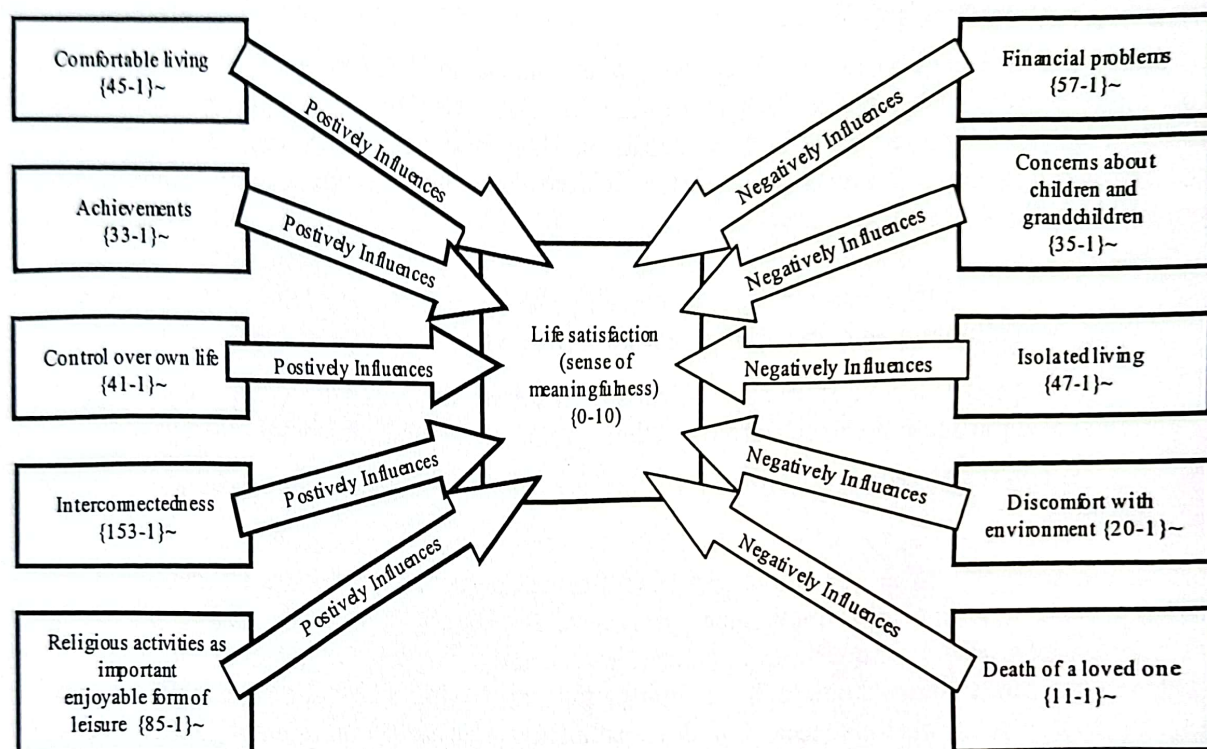 Comfortable living
{45-1}~
Postively Influences
Achievements
{33-1}~
Postively Influences
Control over own life
{41-1}~
Postively Influences
Interconnectedness
{153-1}~
Postively Influences
Religious activities as
important
enjoyable form of
leisure {85-1}~
Postively Influences
Life satisfaction
(sense of
meaningfulness)
{0-10)
Financial problems
{57-1}~
Negatively Influences
Concerns about
children and
grandchildren
{35-1}~
Negatively Influences
Isolated living
{47-1}~
Negatively Influences
Discomfort with
environment {20-1}~
Negatively Influences
Death of a loved one
{11-1}~
Negatively Influences